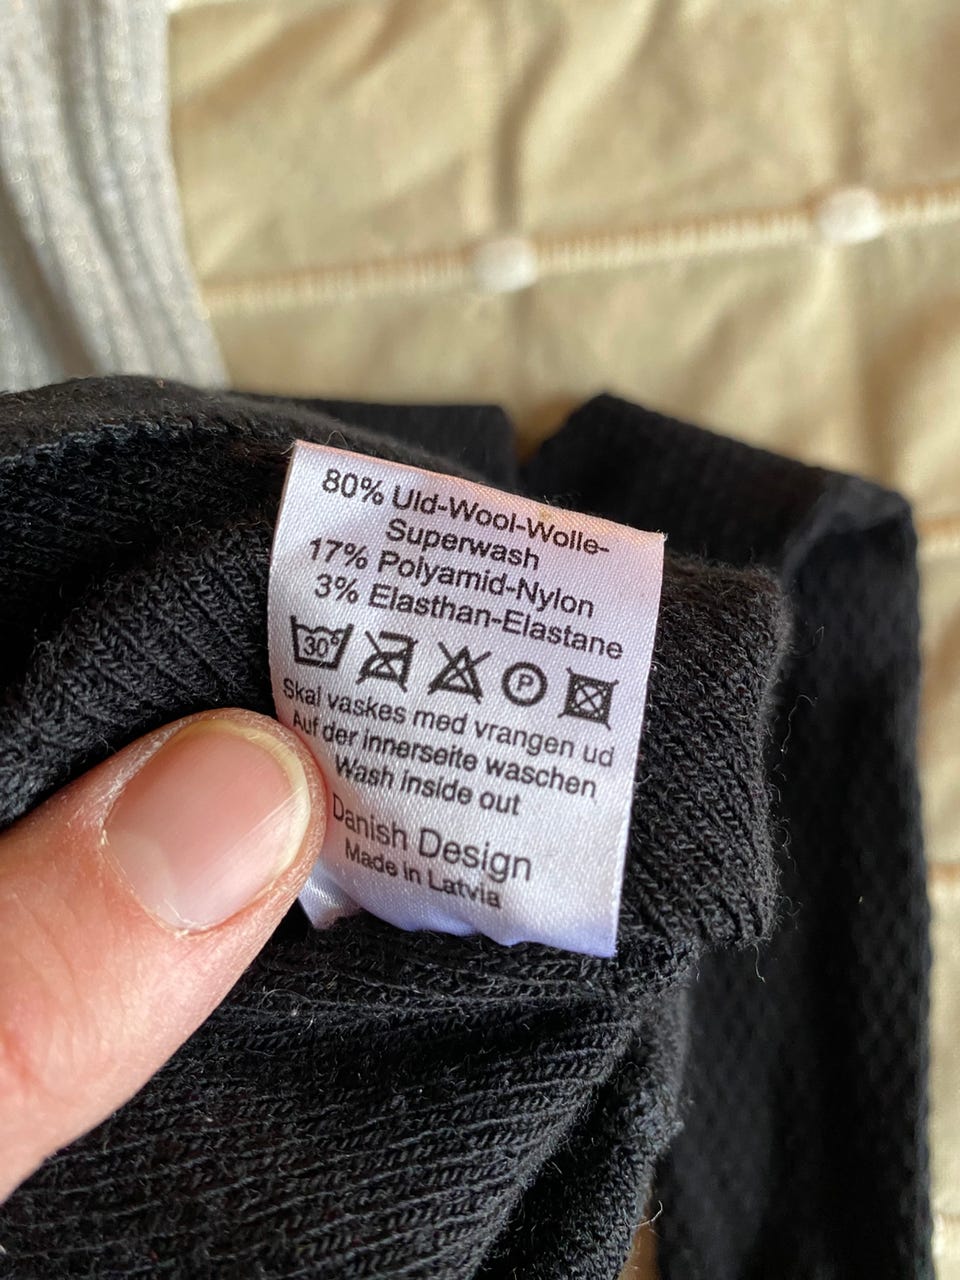 80% Uld-Wool-Wolle-
Superwash
17% Polyamid-Nylon
3% Elasthan-Elastane
30° P
Skal vaskes med vrangen ud
Auf der innerseite waschen
Wash inside out
Danish Design
Made in Latvia